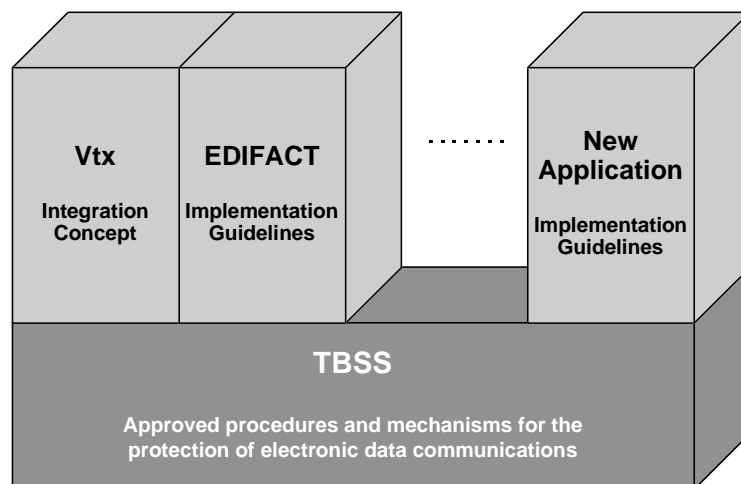 Vtx
Integration
Concept
EDIFACT
Implementation
Guidelines
.......
New
Application
Implementation
Guidelines
TBSS
Approved procedures and mechanisms for the
protection of electronic data communications